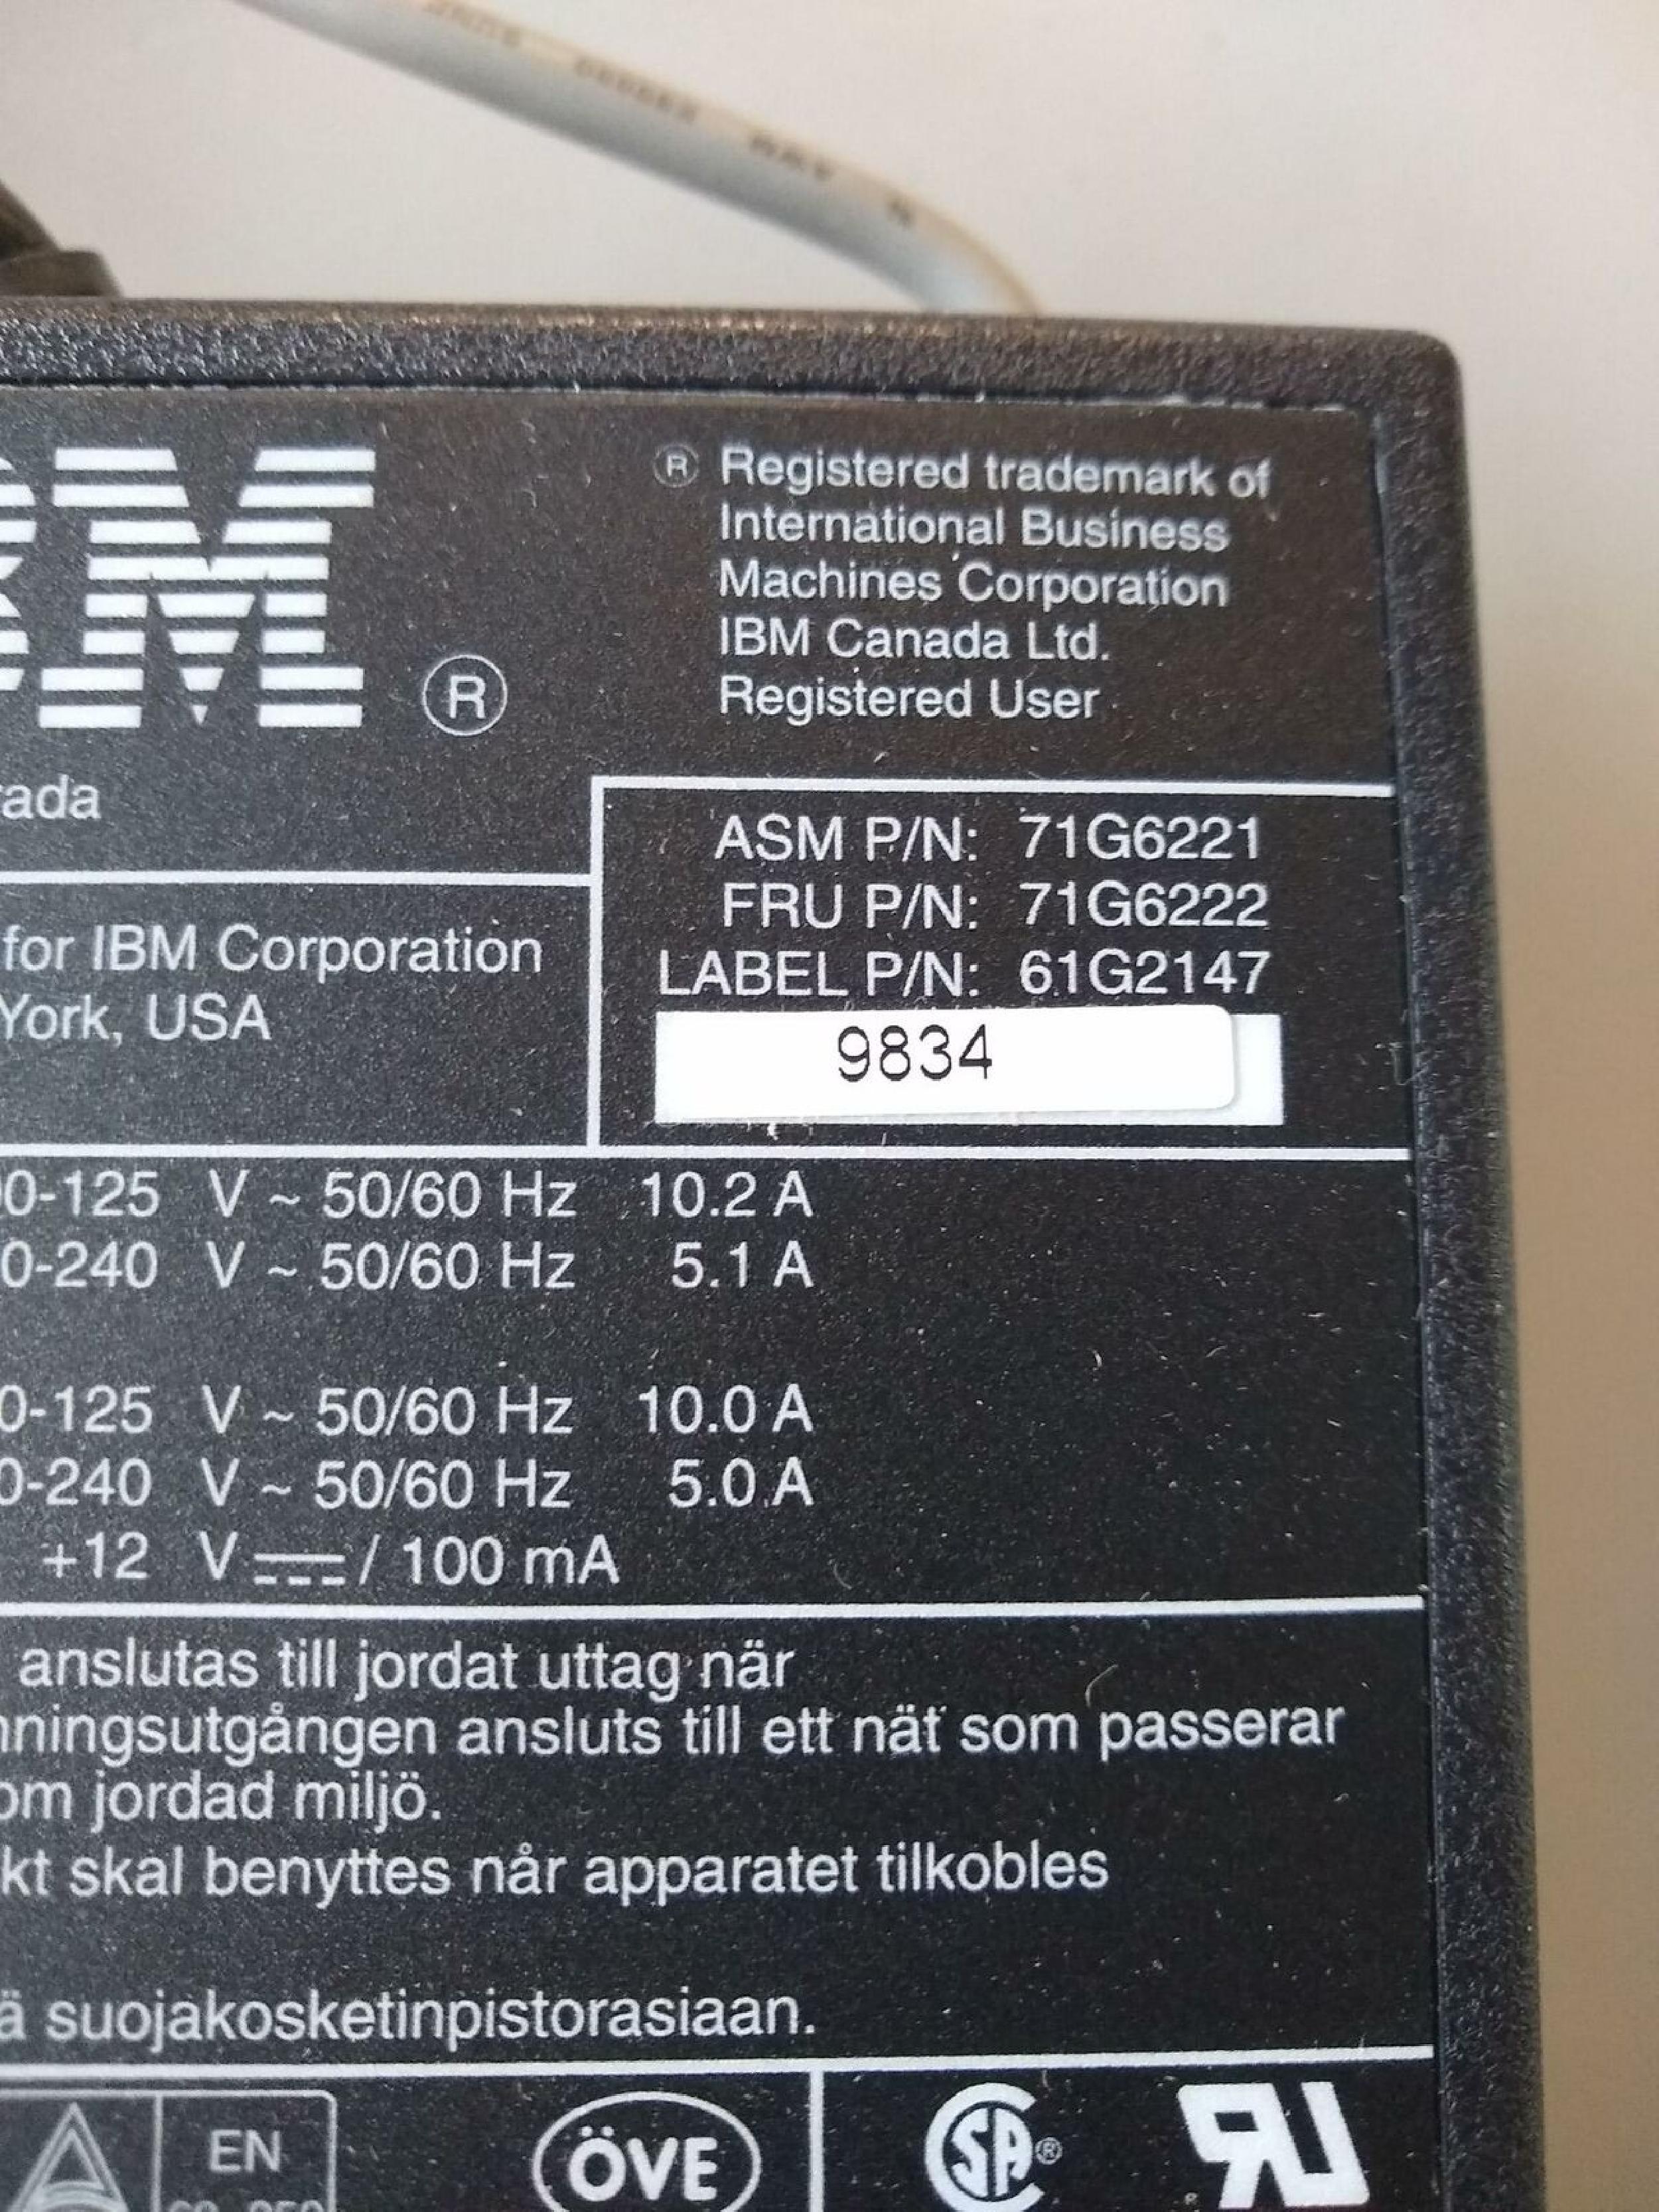 BM ®
® Registered trademark of
International Business
Machines Corporation
IBM Canada Ltd.
Registered User
ada
ASM P/N: 71G6221
FRU P/N: 71G6222
LABEL P/N: 61G2147
9834
for IBM Corporation
York, USA
0-125 V ~ 50/60 Hz 10.2 A
0-240 V ~ 50/60 Hz 5.1 A
0-125 V ~ 50/60 Hz 10.0 A
0-240 V ~ 50/60 Hz 5.0 A
+12 V ⎓ / 100 mA
anslutas till jordat uttag när
nningsutgången ansluts till ett nät som passerar
om jordad miljö.
kt skal benyttes når apparatet tilkobles
ä suojakosketinpistorasiaan.
EN
ÖVE
SA ®
UR